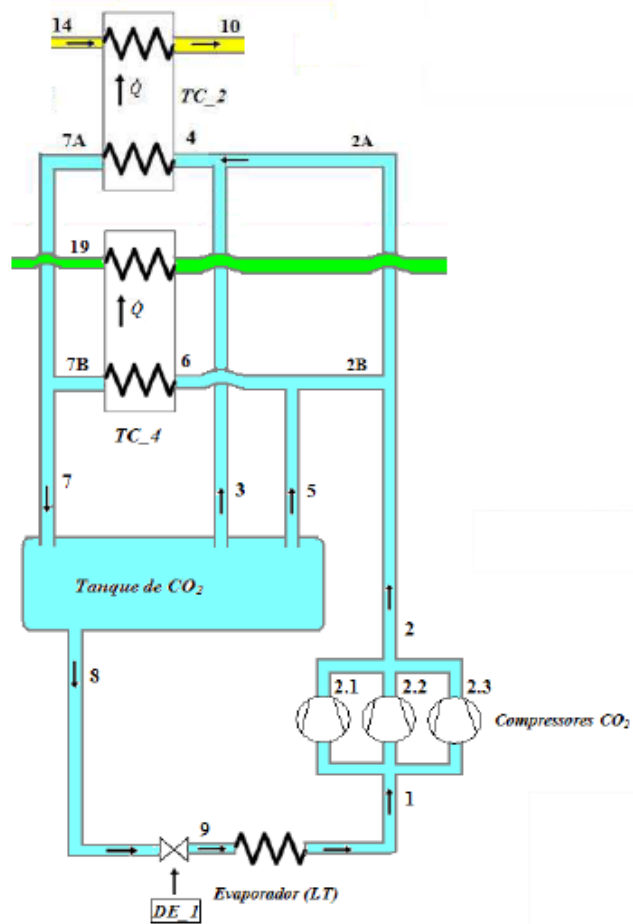 14 10
Q̇ TC_2
7A 4 2A
19
Q̇
7B 6 2B
TC_4
7 3 5
Tanque de CO₂
2
8
2.1 2.2 2.3
Compressores CO₂
1
9
Evaporador (LT)
DE_1